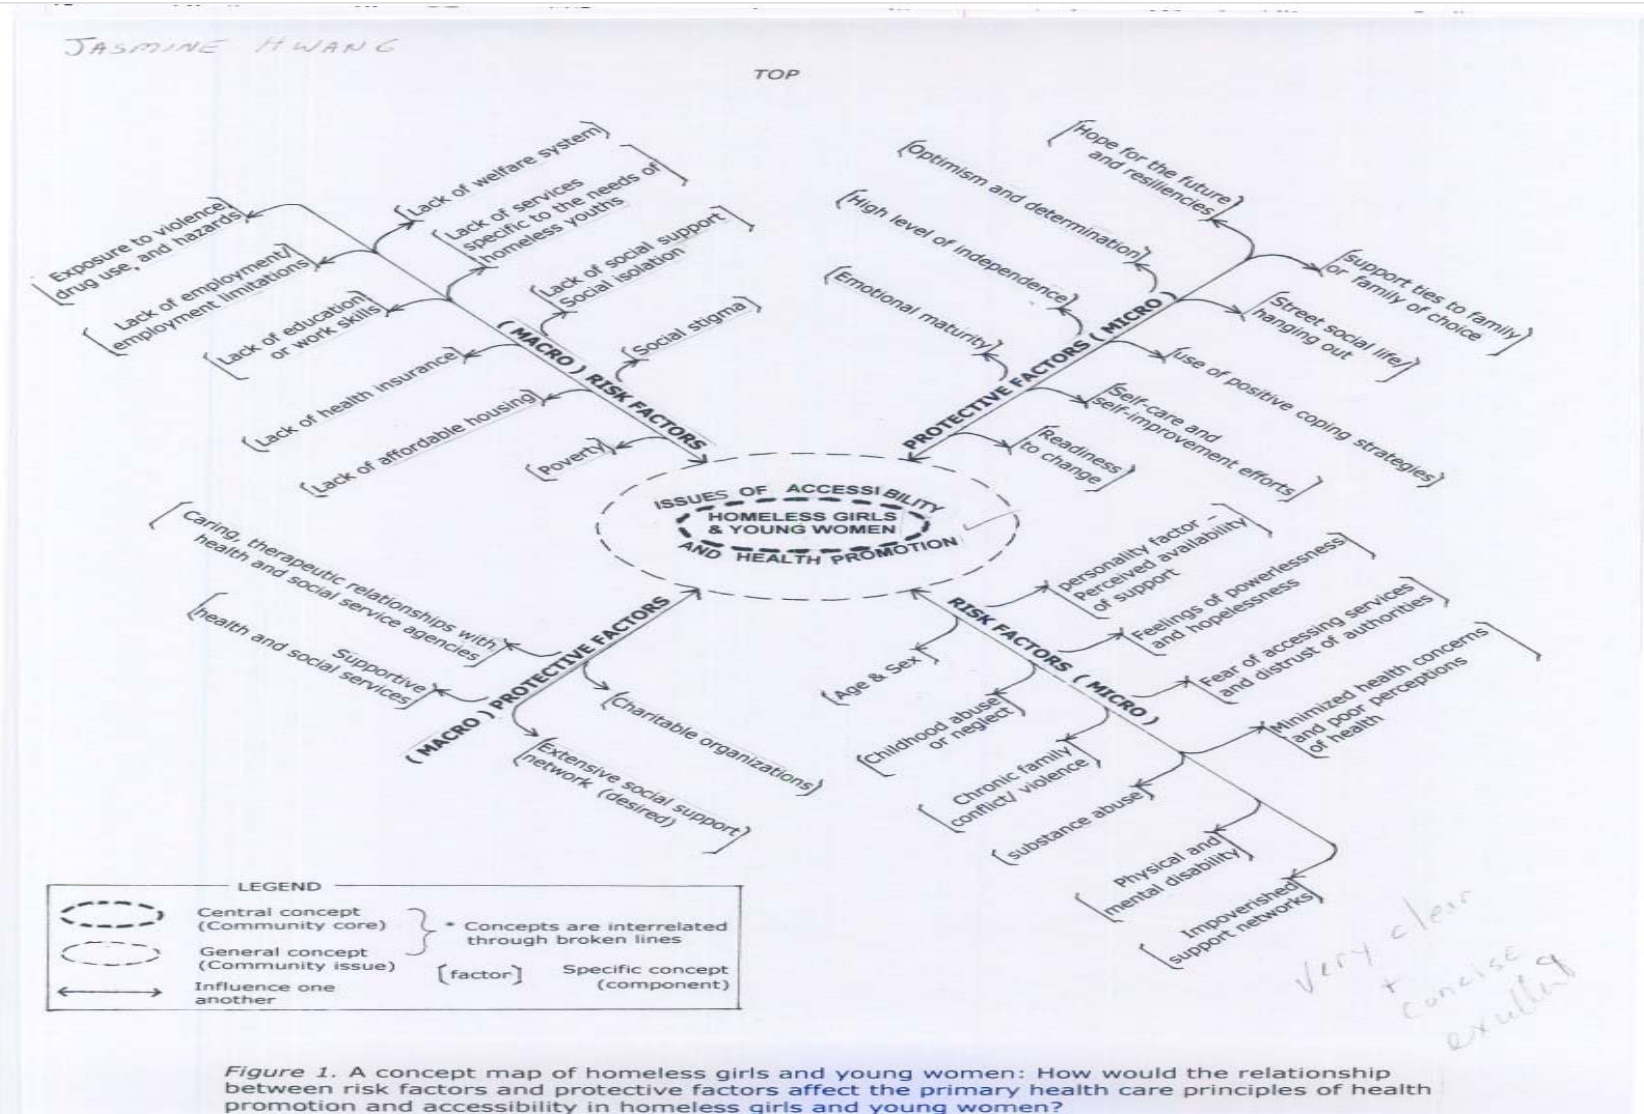 JASMINE HWANG
TOP
[Exposure to violence,
drug use, and hazards]
[Lack of welfare system]
[Lack of employment/
employment limitations]
[Lack of services
specific to the needs of
homeless youths]
[Lack of education
or work skills]
[Lack of social support
Social isolation]
[Lack of health insurance]
[Social stigma]
[Lack of affordable housing]
[Poverty]
(MACRO) RISK FACTORS
[Hope for the future
and resiliencies]
[Optimism and determination]
[support ties to family
or family of choice]
[High level of independence]
[Street social life/
hanging out]
[Emotional maturity]
[use of positive coping strategies]
[Self-care and
self-improvement efforts]
[Readiness
to change]
PROTECTIVE FACTORS (MICRO)
ISSUES OF ACCESSIBILITY
HOMELESS GIRLS
& YOUNG WOMEN
AND HEALTH PROMOTION
[Caring, therapeutic relationships with
health and social service agencies]
[Supportive
health and social services]
[Charitable organizations]
[Extensive social support
network (desired)]
(MACRO) PROTECTIVE FACTORS
RISK FACTORS (MICRO)
[personality factor –
Perceived availability
of support]
[Age & Sex]
[Feelings of powerlessness
and hopelessness]
[Childhood abuse
or neglect]
[Fear of accessing services
and distrust of authorities]
[Chronic family
conflict/ violence]
[Minimized health concerns
and poor perceptions
of health]
[substance abuse]
[Physical and
mental disability]
[Impoverished
support networks]
LEGEND
Central concept
(Community core)
* Concepts are interrelated
through broken lines
General concept
(Community issue)
[factor]
Specific concept
(component)
Influence one
another
very clear
+
concise
Figure 1. A concept map of homeless girls and young women: How would the relationship
between risk factors and protective factors affect the primary health care principles of health
promotion and accessibility in homeless girls and young women?